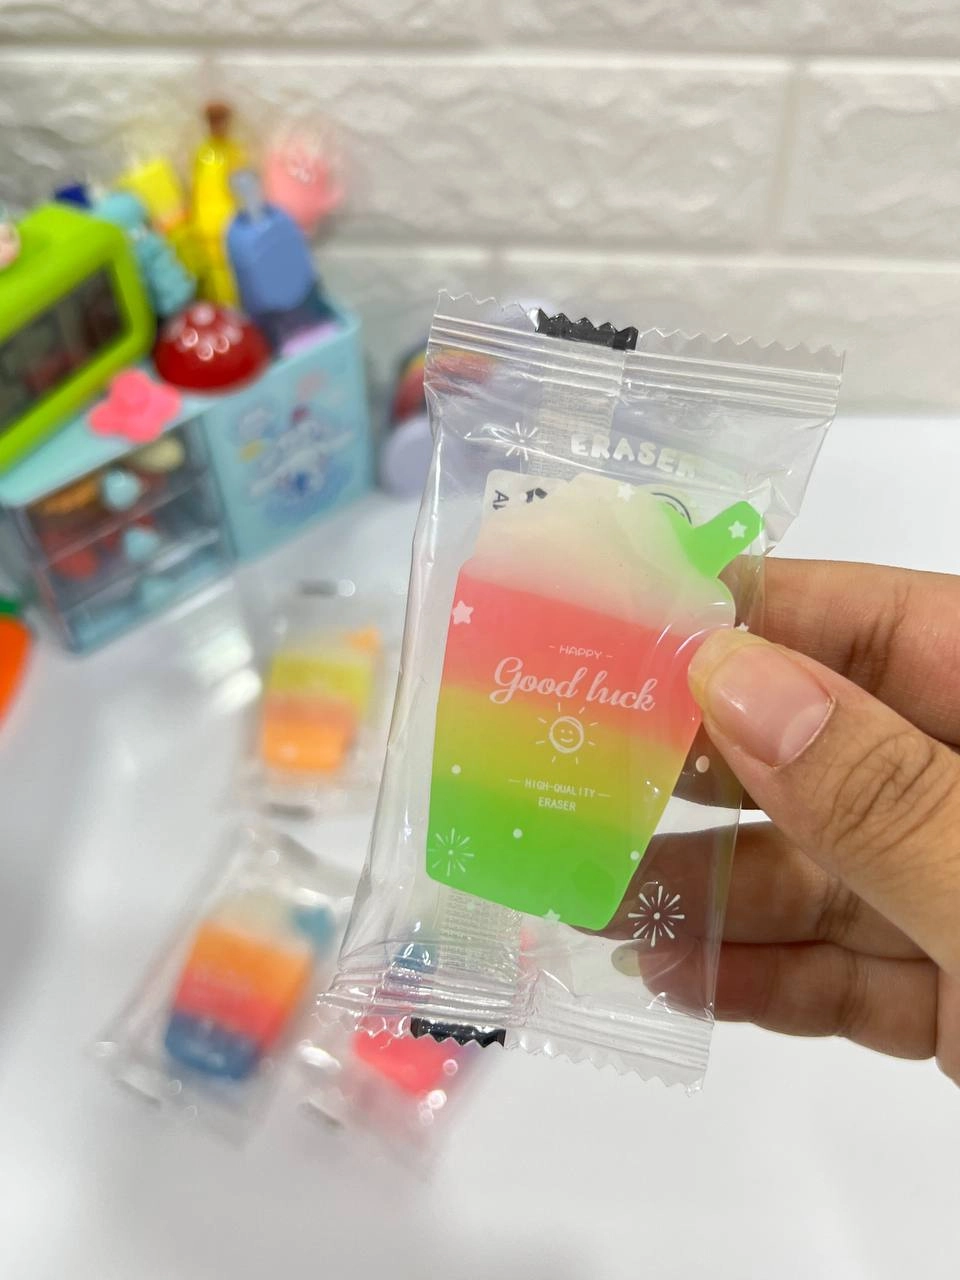 ERASER
- HAPPY -
Good luck
— HIGH-QUALITY —
ERASER